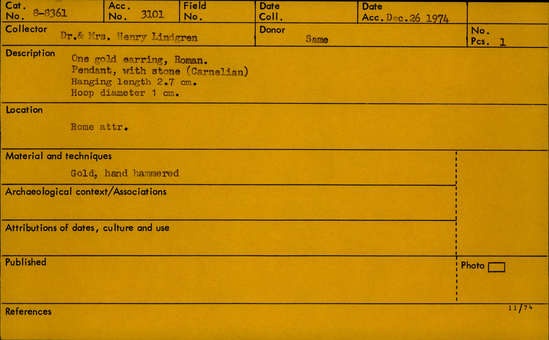 Cat. No. 8-8361 Acc. No. 3101 Field No. Date Coll. Date Acc. Dec. 26 1974
Collector Dr.& Mrs. Henry Lindgren Donor Same No. Pcs. 1
Description One gold earring, Roman.
Pendant, with stone (Carnelian)
Hanging length 2.7 cm.
Hoop diameter 1 cm.
Location
Rome attr.
Material and techniques
Gold, hand hammered
Archaeological context/Associations
Attributions of dates, culture and use
Published Photo
References 11/74